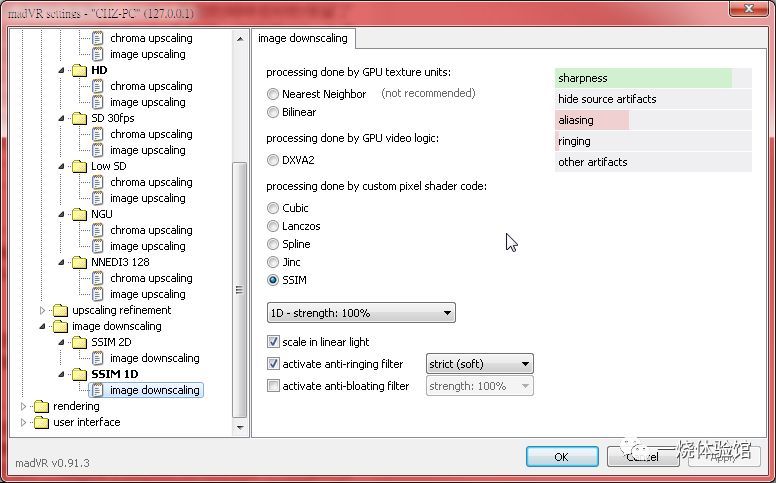 madVR settings - "CHZ-PC" (127.0.0.1)
chroma upscaling
image upscaling
HD
chroma upscaling
image upscaling
SD 30fps
chroma upscaling
image upscaling
Low SD
chroma upscaling
image upscaling
NGU
chroma upscaling
image upscaling
NNEDI3 128
chroma upscaling
image upscaling
upscaling refinement
image downscaling
SSIM 2D
image downscaling
SSIM 1D
image downscaling
rendering
user interface
madVR v0.91.3
image downscaling
processing done by GPU texture units:
Nearest Neighbor (not recommended)
Bilinear
processing done by GPU video logic:
DXVA2
processing done by custom pixel shader code:
Cubic
Lanczos
Spline
Jinc
SSIM
1D - strength: 100%
scale in linear light
activate anti-ringing filter strict (soft)
activate anti-bloating filter strength: 100%
sharpness
hide source artifacts
aliasing
ringing
other artifacts
OK
Cancel
Apply
一烧体验馆